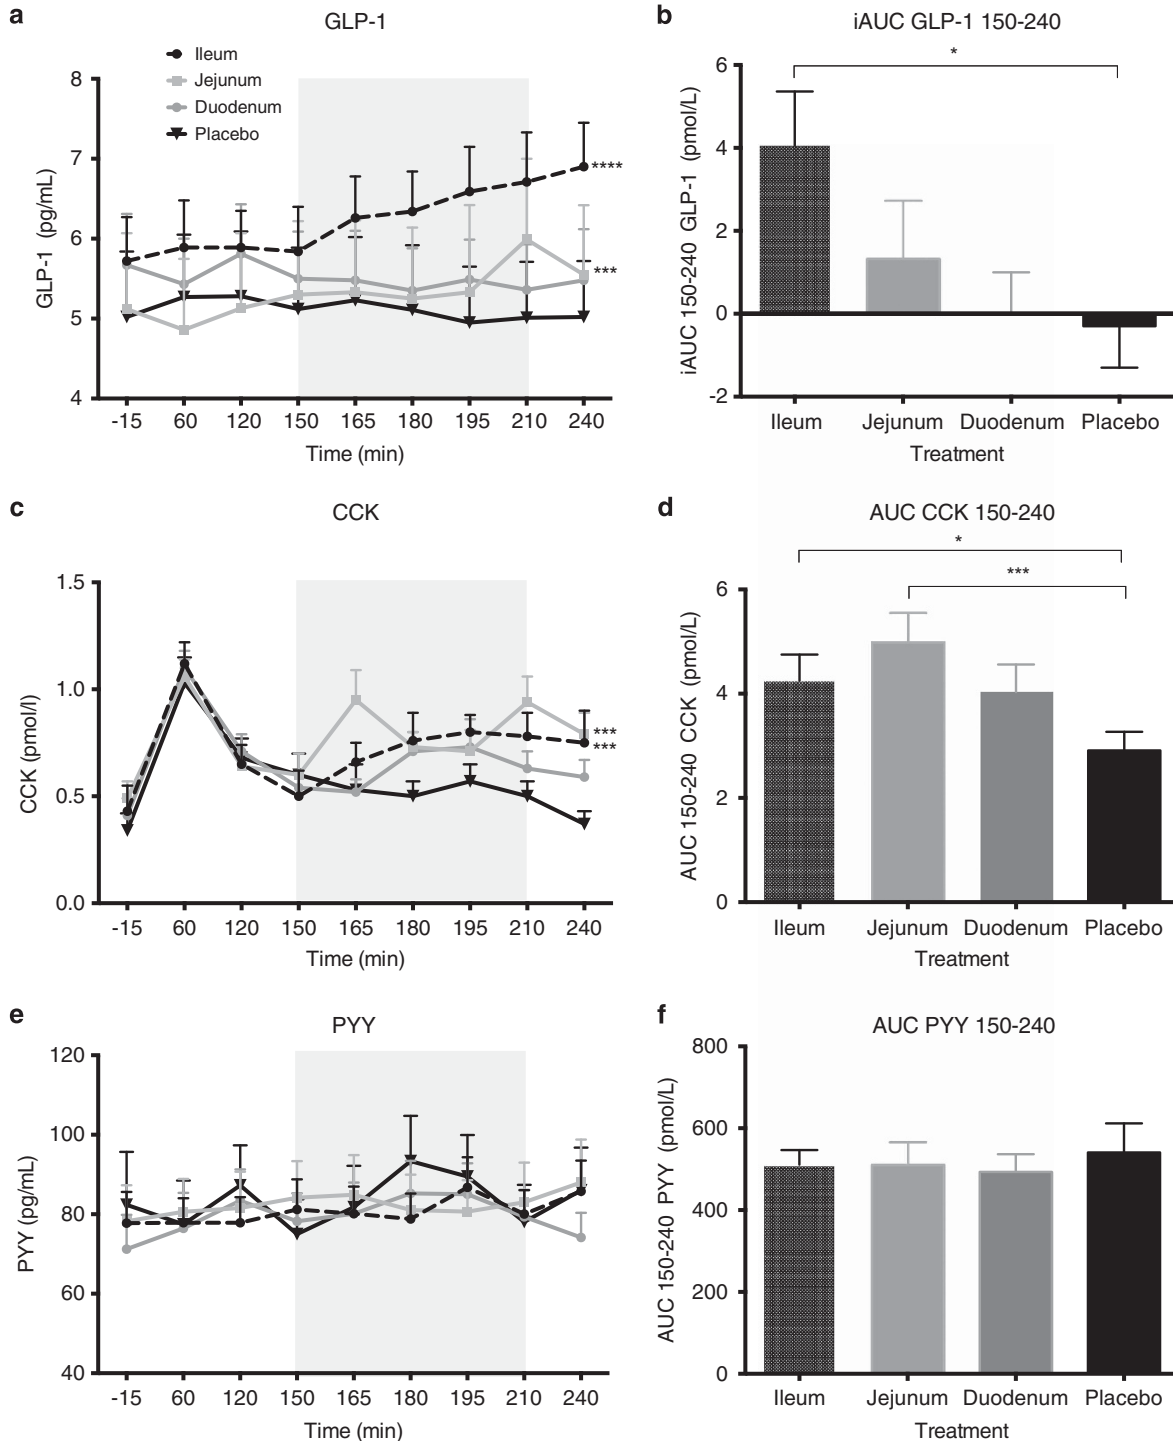 a
GLP-1
Ileum
Jejunum
Duodenum
Placebo
GLP-1 (pg/mL)
8
7
6
5
4
****
***
-15 60 120 150 165 180 195 210 240
Time (min)
b
iAUC GLP-1 150-240
*
iAUC 150-240 GLP-1 (pmol/L)
6
4
2
0
-2
Ileum Jejunum Duodenum Placebo
Treatment
c
CCK
CCK (pmol/l)
1.5
1.0
0.5
0.0
***
***
-15 60 120 150 165 180 195 210 240
Time (min)
d
AUC CCK 150-240
*
***
AUC 150-240 CCK (pmol/L)
6
4
2
0
Ileum Jejunum Duodenum Placebo
Treatment
e
PYY
PYY (pg/mL)
120
100
80
60
40
-15 60 120 150 165 180 195 210 240
Time (min)
f
AUC PYY 150-240
AUC 150-240 PYY (pmol/L)
800
600
400
200
0
Ileum Jejunum Duodenum Placebo
Treatment